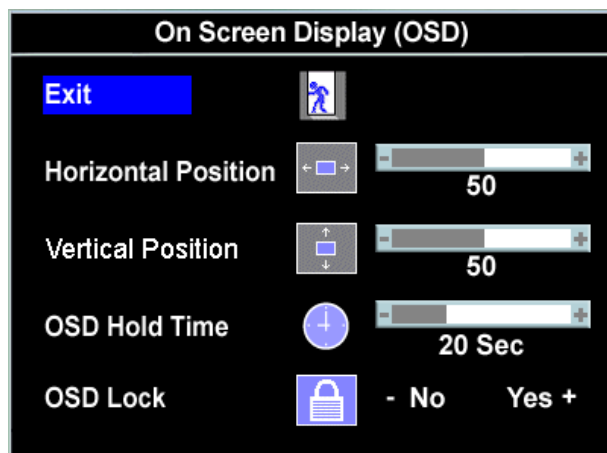 On Screen Display (OSD)
Exit
Horizontal Position - +
50
Vertical Position - +
50
OSD Hold Time - +
20 Sec
OSD Lock - No Yes +